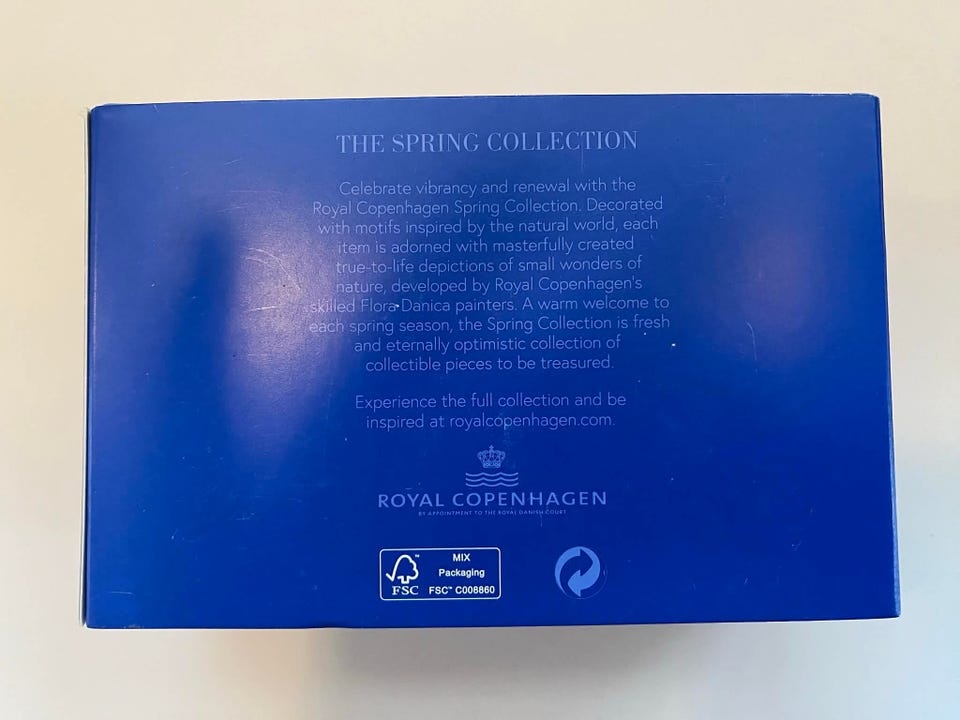 THE SPRING COLLECTION
Celebrate vibrancy and renewal with the
Royal Copenhagen Spring Collection. Decorated
with motifs inspired by the natural world, each
item is adorned with masterfully created
true-to-life depictions of small wonders of
nature, developed by Royal Copenhagen's
skilled Flora Danica painters. A warm welcome to
each spring season, the Spring Collection is fresh
and eternally optimistic collection of
collectible pieces to be treasured.
Experience the full collection and be
inspired at royalcopenhagen.com.
ROYAL COPENHAGEN
BY APPOINTMENT TO THE ROYAL DANISH COURT
FSC™
MIX
Packaging
FSC™ C008860